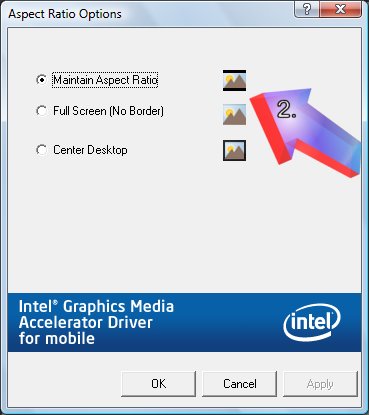 Aspect Ratio Options
?
Maintain Aspect Ratio
2.
Full Screen (No Border)
Center Desktop
Intel® Graphics Media
Accelerator Driver
for mobile
intel®
OK
Cancel
Apply